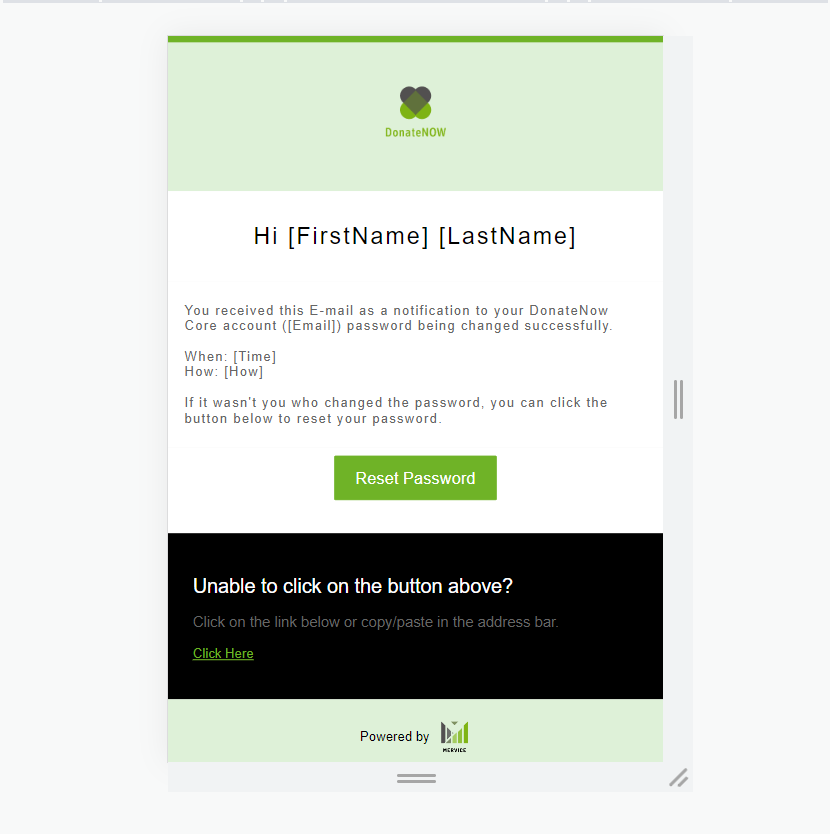 DonateNOW
Hi [FirstName] [LastName]
You received this E-mail as a notification to your DonateNow
Core account ([Email]) password being changed successfully.
When: [Time]
How: [How]
If it wasn't you who changed the password, you can click the
button below to reset your password.
Reset Password
Unable to click on the button above?
Click on the link below or copy/paste in the address bar.
Click Here
Powered by
MERVICE